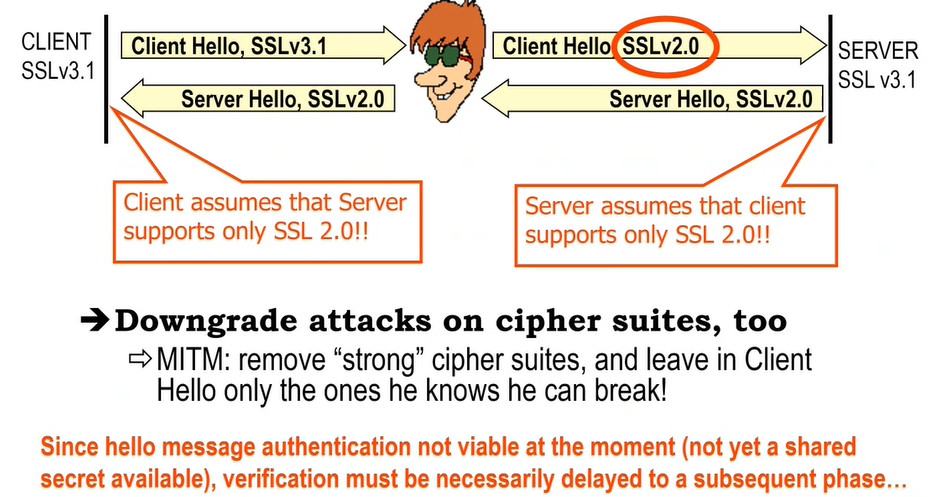 CLIENT
SSLv3.1
Client Hello, SSLv3.1
Client Hello SSLv2.0
SERVER
SSL v3.1
Server Hello, SSLv2.0
Server Hello, SSLv2.0
Client assumes that Server
supports only SSL 2.0!!
Server assumes that client
supports only SSL 2.0!!
➔Downgrade attacks on cipher suites, too
⇨MITM: remove “strong” cipher suites, and leave in Client
Hello only the ones he knows he can break!
Since hello message authentication not viable at the moment (not yet a shared
secret available), verification must be necessarily delayed to a subsequent phase…